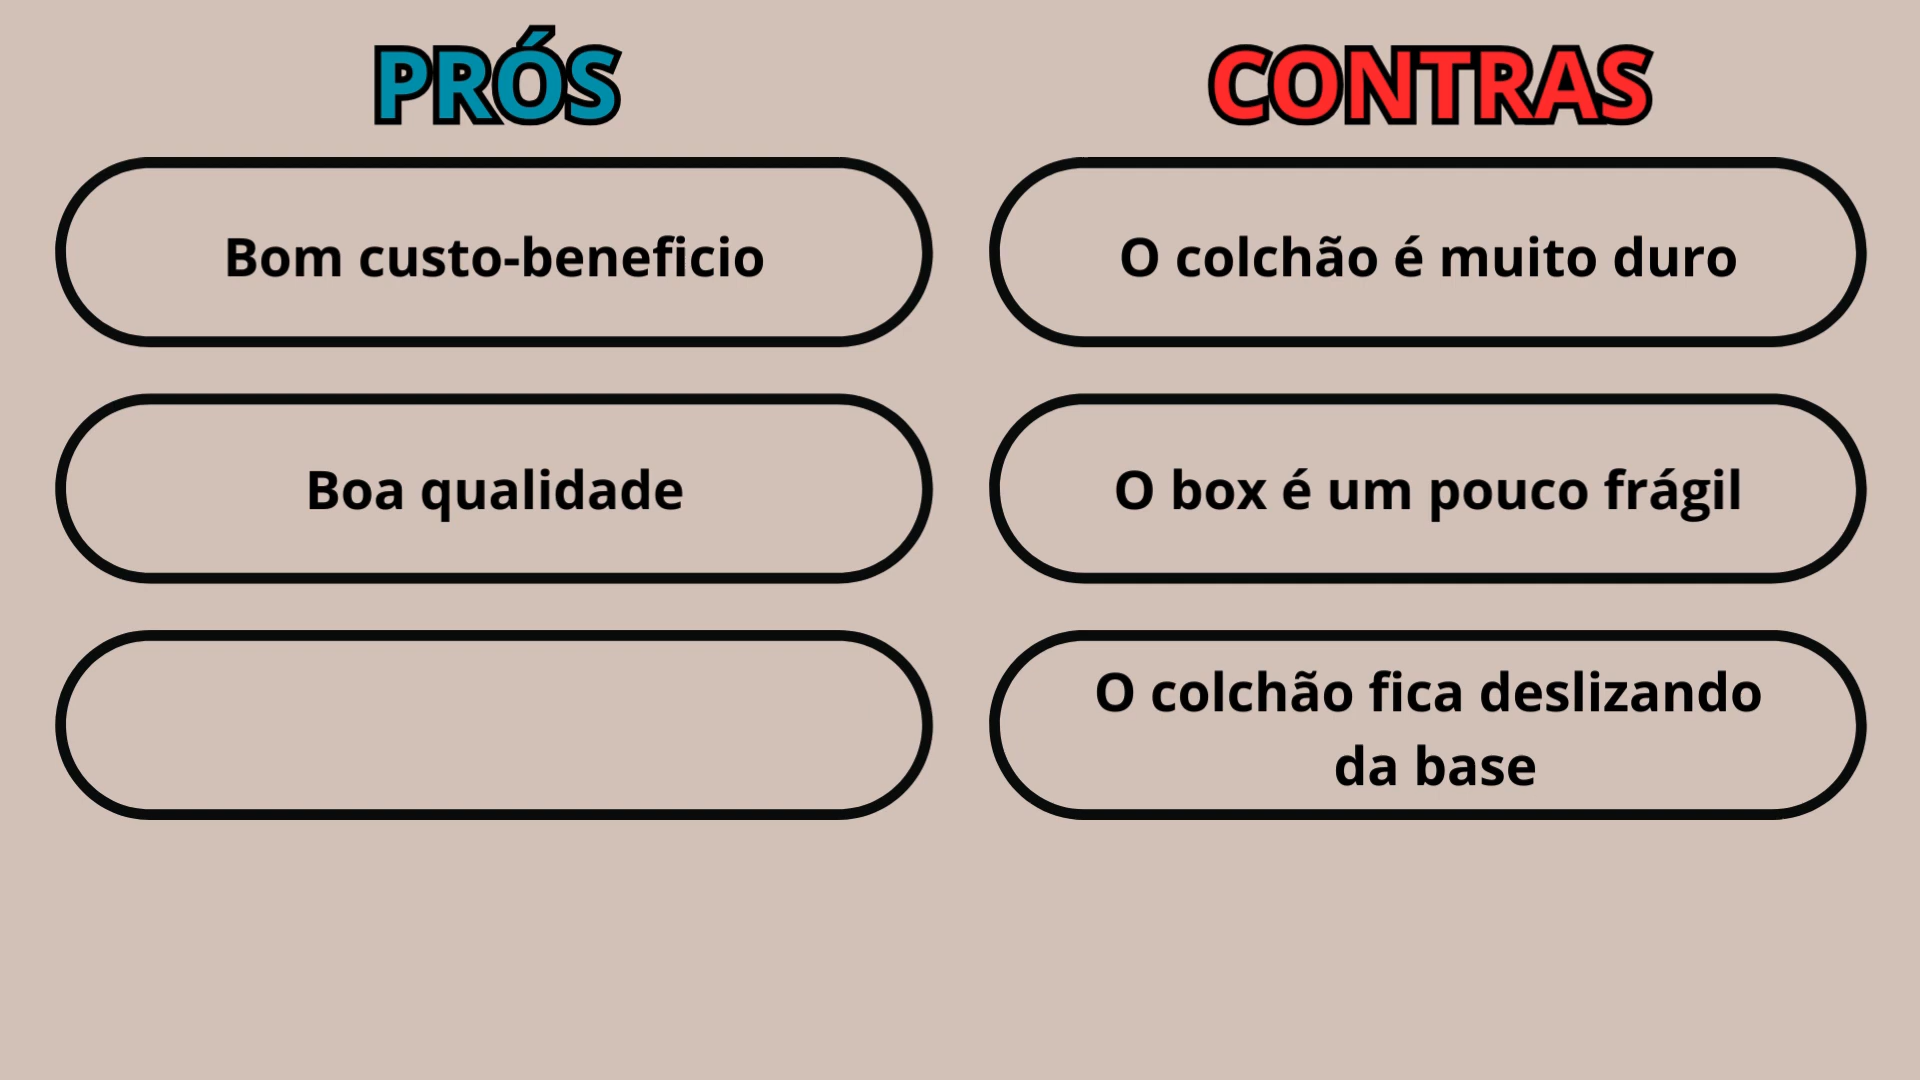 PRÓS
Bom custo-beneficio
Boa qualidade
CONTRAS
O colchão é muito duro
O box é um pouco frágil
O colchão fica deslizando
da base